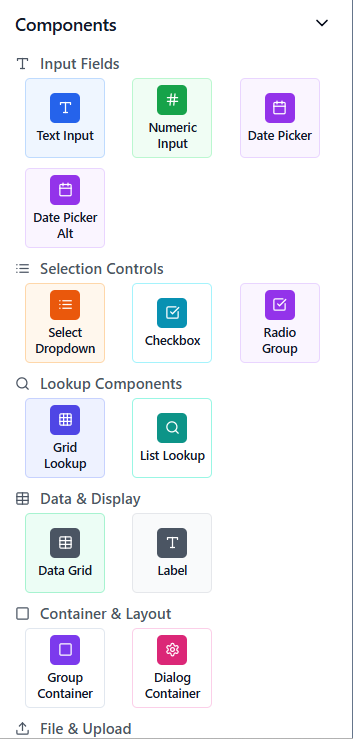 Components
Input Fields
Text Input
Numeric
Input
Date Picker
Date Picker
Alt
Selection Controls
Select
Dropdown
Checkbox
Radio
Group
Lookup Components
Grid
Lookup
List Lookup
Data & Display
Data Grid
Label
Container & Layout
Group
Container
Dialog
Container
File & Upload